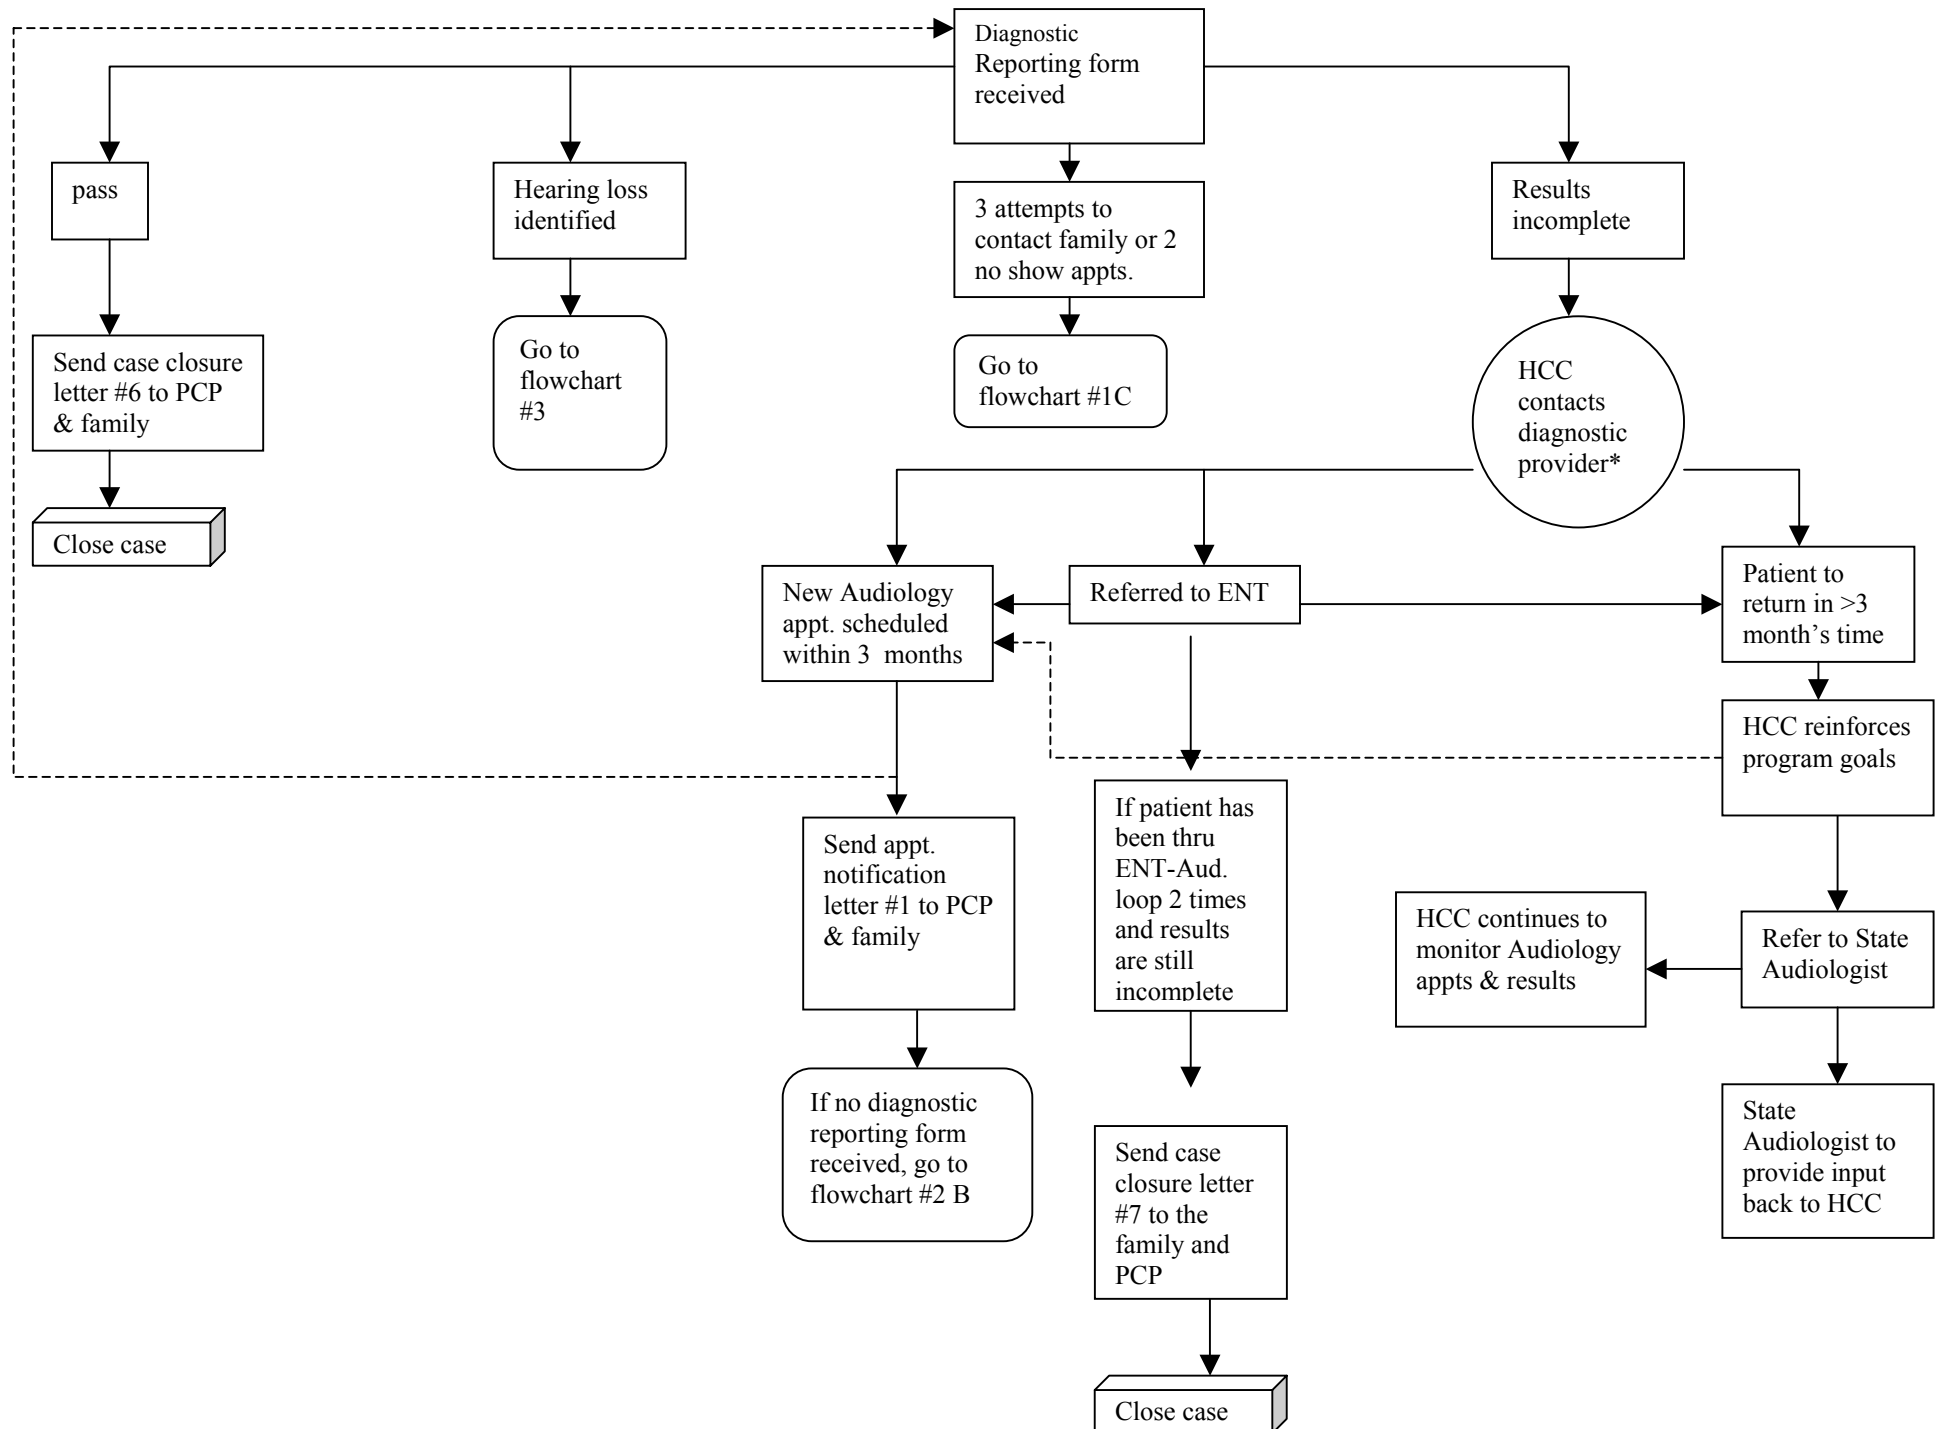 Diagnostic
Reporting form
received
pass
Hearing loss
identified
3 attempts to
contact family or 2
no show appts.
Results
incomplete
Send case closure
letter #6 to PCP
& family
Go to
flowchart
#3
Go to
flowchart #1C
HCC
contacts
diagnostic
provider*
Close case
New Audiology
appt. scheduled
within 3  months
Referred to ENT
Patient to
return in >3
month’s time
HCC reinforces
program goals
Send appt.
notification
letter #1 to PCP
& family
If patient has
been thru
ENT-Aud.
loop 2 times
and results
are still
incomplete
HCC continues to
monitor Audiology
appts & results
Refer to State
Audiologist
If no diagnostic
reporting form
received, go to
flowchart #2 B
Send case
closure letter
#7 to the
family and
PCP
State
Audiologist to
provide input
back to HCC
Close case